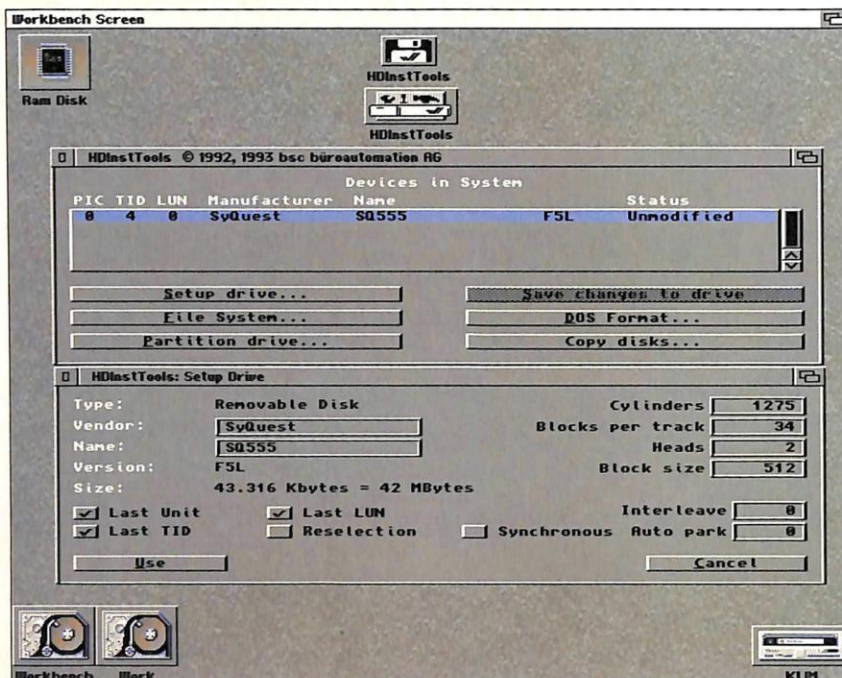 Workbench Screen
Ram Disk
HDInstTools
HDInstTools
HDInstTools © 1992, 1993 bsc büroautomation AG
Devices in System
PIC TID LUN Manufacturer Name Status
0 4 0 SyQuest SQ555 F5L Unmodified
Setup drive... Save changes to drive
File System... DOS Format...
Partition drive... Copy disks...
HDInstTools: Setup Drive
Type: Removable Disk Cylinders 1275
Vendor: SyQuest Blocks per track 34
Name: SQ555 Heads 2
Version: F5L Block size 512
Size: 43.316 Kbytes = 42 MBytes
Last Unit Last LUN Interleave 0
Last TID Reselection Synchronous Auto park 0
Use Cancel
Workbench Work